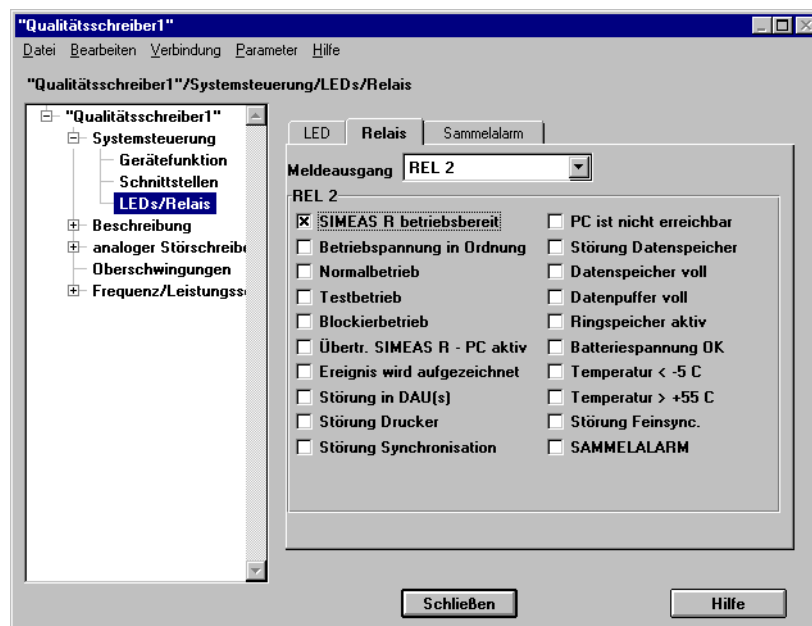 "Qualitätsschreiber1"
Datei Bearbeiten Verbindung Parameter Hilfe
"Qualitätsschreiber1"/Systemsteuerung/LEDs/Relais
"Qualitätsschreiber1"
Systemsteuerung
Gerätefunktion
Schnittstellen
LEDs/Relais
Beschreibung
analoger Störschreibe
Oberschwingungen
Frequenz/Leistungss
LED Relais Sammelalarm
Meldeausgang REL 2
REL 2
SIMEAS R betriebsbereit
Betriebspannung in Ordnung
Normalbetrieb
Testbetrieb
Blockierbetrieb
Übertr. SIMEAS R - PC aktiv
Ereignis wird aufgezeichnet
Störung in DAU(s)
Störung Drucker
Störung Synchronisation
PC ist nicht erreichbar
Störung Datenspeicher
Datenspeicher voll
Datenpuffer voll
Ringspeicher aktiv
Batteriespannung OK
Temperatur < -5 C
Temperatur > +55 C
Störung Feinsync.
SAMMELALARM
Schließen Hilfe